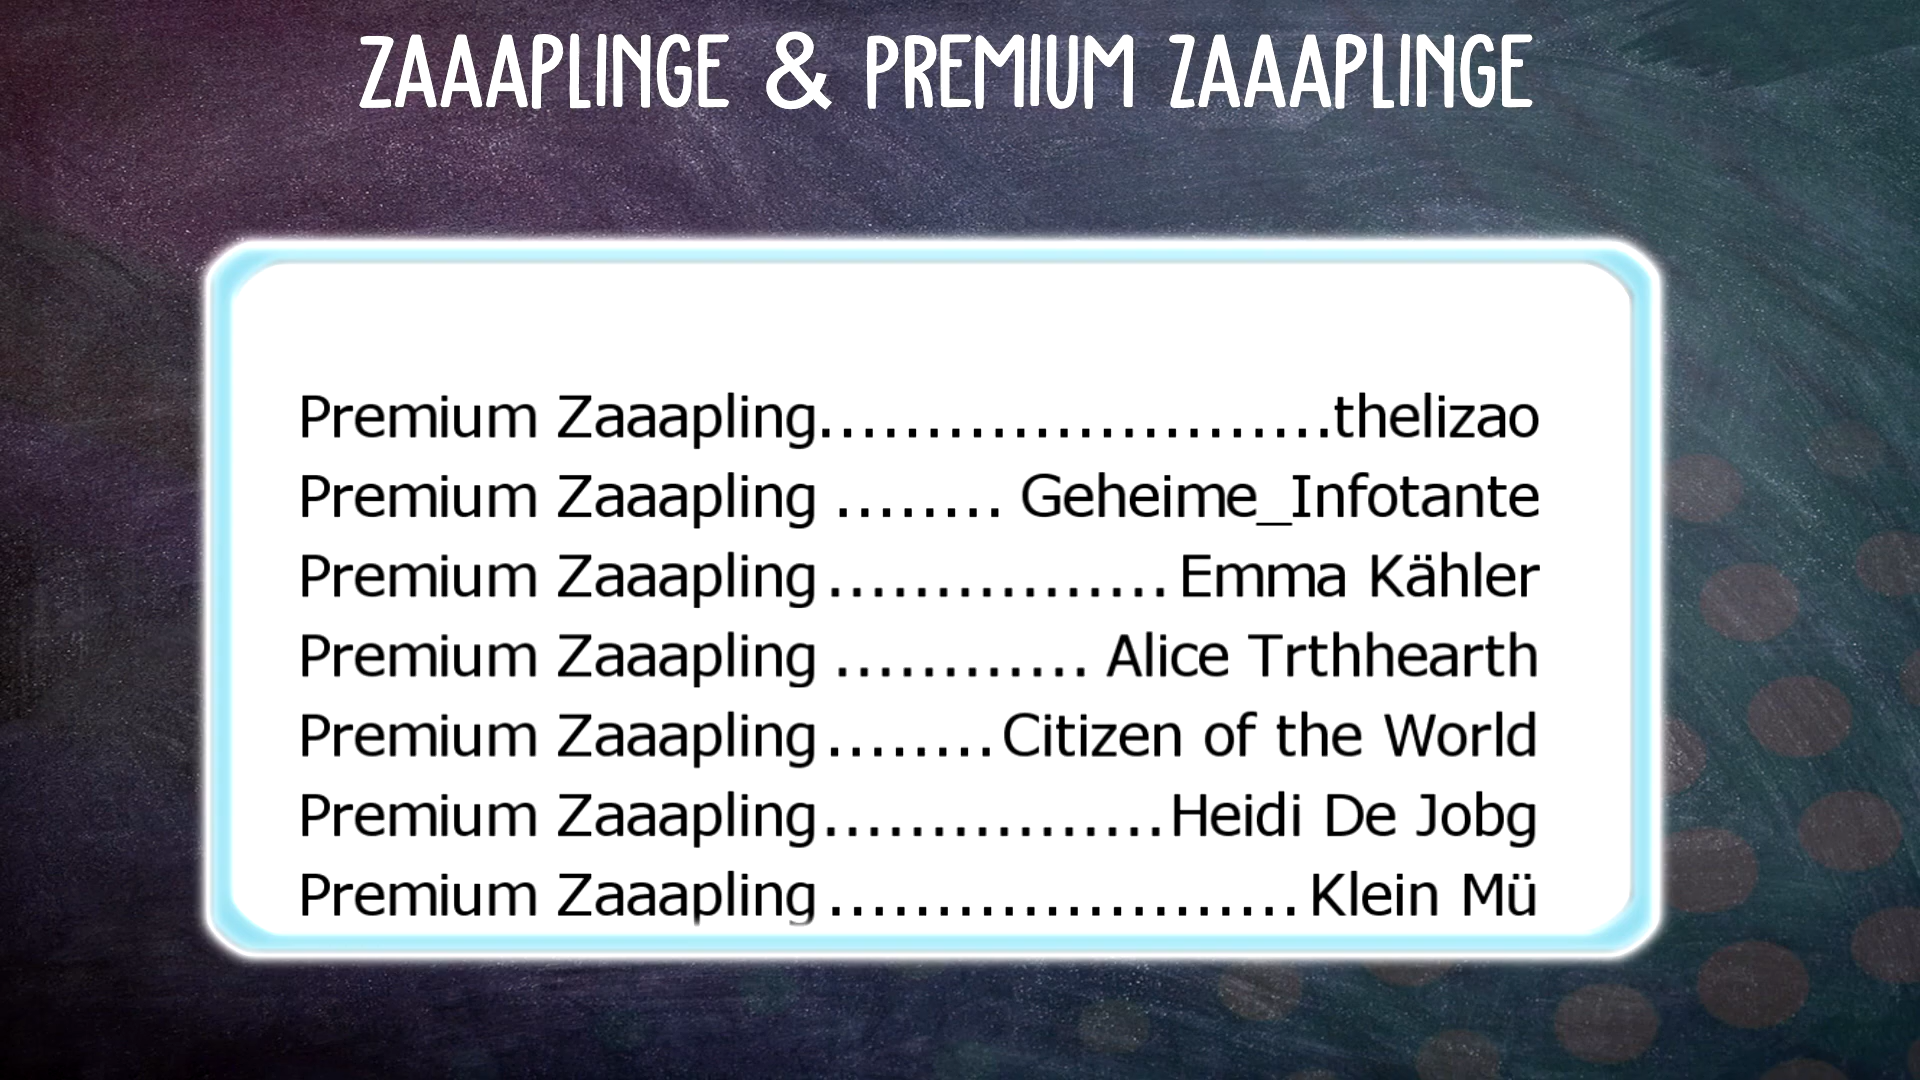 ZAAAPLINGE & PREMIUM ZAAAPLINGE
Premium Zaaapling........................thelizao
Premium Zaaapling ........ Geheime_Infotante
Premium Zaaapling ................ Emma Kähler
Premium Zaaapling ............ Alice Trthhearth
Premium Zaaapling ........ Citizen of the World
Premium Zaaapling ................ Heidi De Jobg
Premium Zaaapling ...................... Klein Mü